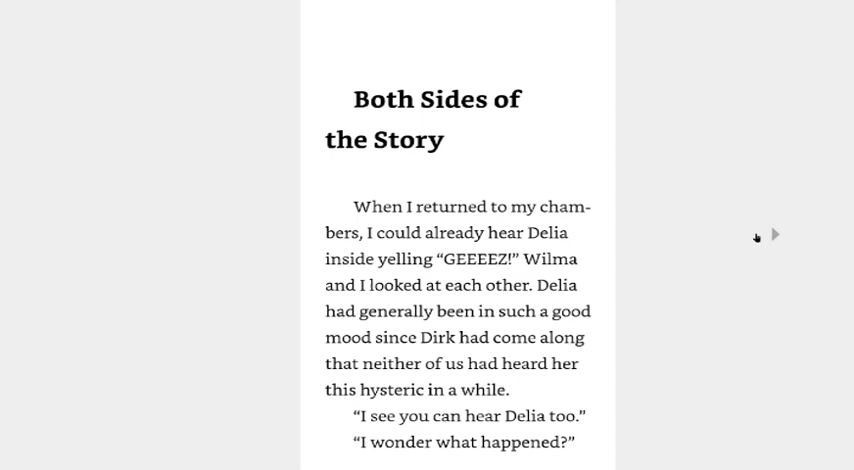 Both Sides of
the Story
When I returned to my cham-
bers, I could already hear Delia
inside yelling “GEEEEZ!” Wilma
and I looked at each other. Delia
had generally been in such a good
mood since Dirk had come along
that neither of us had heard her
this hysteric in a while.
“I see you can hear Delia too.”
“I wonder what happened?”